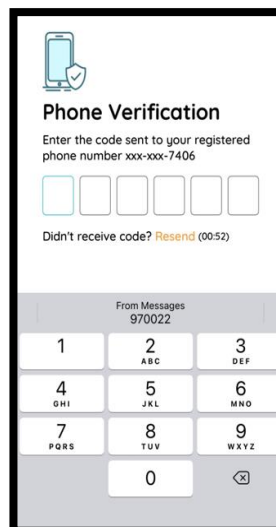 Phone Verification
Enter the code sent to your registered
phone number xxx-xxx-7406
Didn't receive code? Resend (00:52)
From Messages
970022
1
2
3
ABC
DEF
4
5
6
GHI
JKL
MNO
7
8
9
PQRS
TUV
WXYZ
0